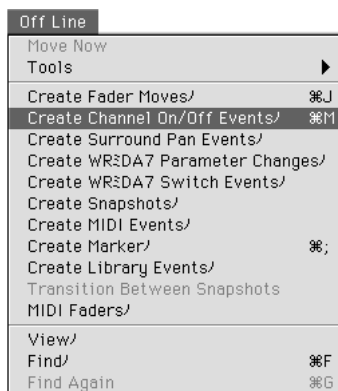 Off Line
Move Now
Tools
Create Fader Moves/ ⌘J
Create Channel On/Off Events/ ⌘M
Create Surround Pan Events/
Create WRΣDA7 Parameter Changes/
Create WRΣDA7 Switch Events/
Create Snapshots/
Create MIDI Events/
Create Marker/ ⌘;
Create Library Events/
Transition Between Snapshots
MIDI Faders/
View/
Find/ ⌘F
Find Again ⌘G